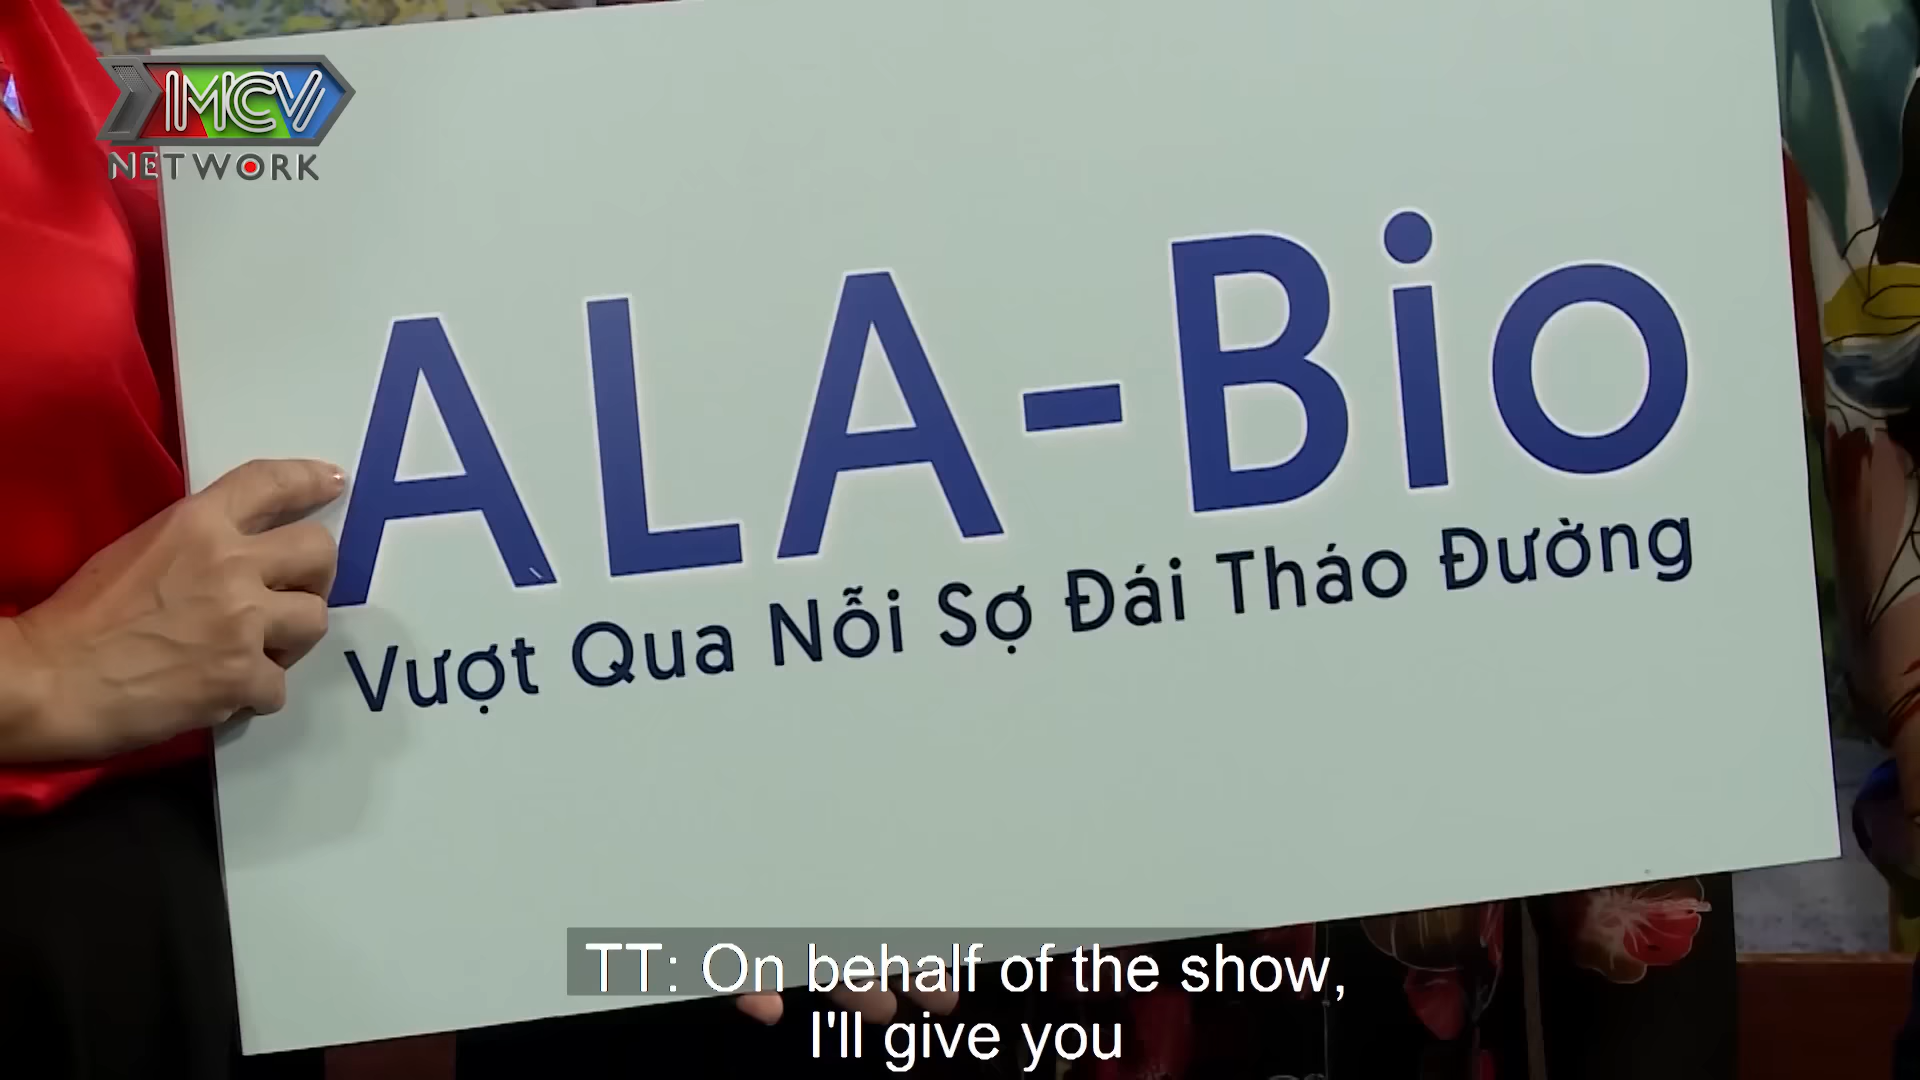 MCV
NETWORK
ALA-Bio
Vượt Qua Nỗi Sợ Đái Tháo Đường
TT: On behalf of the show,
I'll give you